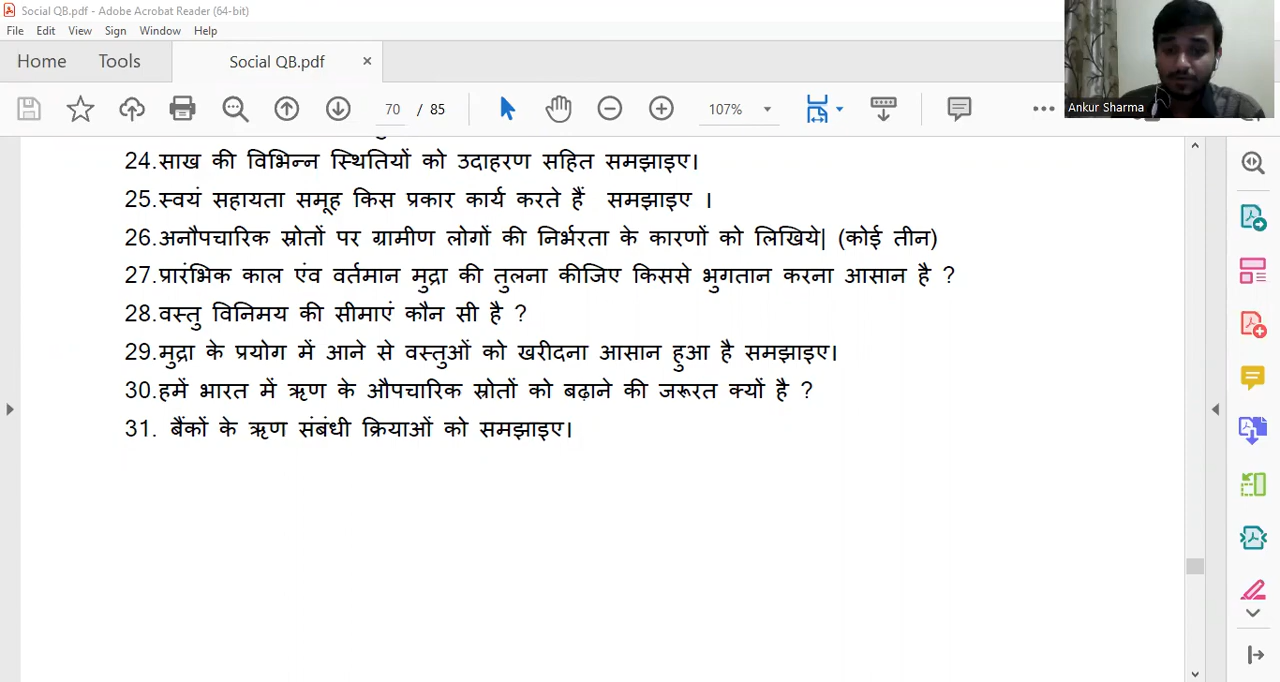 Social QB.pdf - Adobe Acrobat Reader (64-bit)
File Edit View Sign Window Help
Home Tools Social QB.pdf ×
70 / 85 107%
Ankur Sharma
24.साख की विभिन्न स्थितियों को उदाहरण सहित समझाइए।
25.स्वयं सहायता समूह किस प्रकार कार्य करते हैं समझाइए ।
26.अनौपचारिक स्रोतों पर ग्रामीण लोगों की निर्भरता के कारणों को लिखिये| (कोई तीन)
27.प्रारंभिक काल एंव वर्तमान मुद्रा की तुलना कीजिए किससे भुगतान करना आसान है ?
28.वस्तु विनिमय की सीमाएं कौन सी है ?
29.मुद्रा के प्रयोग में आने से वस्तुओं को खरीदना आसान हुआ है समझाइए।
30.हमें भारत में ऋण के औपचारिक स्रोतों को बढ़ाने की जरूरत क्यों है ?
31. बैंकों के ऋण संबंधी क्रियाओं को समझाइए।